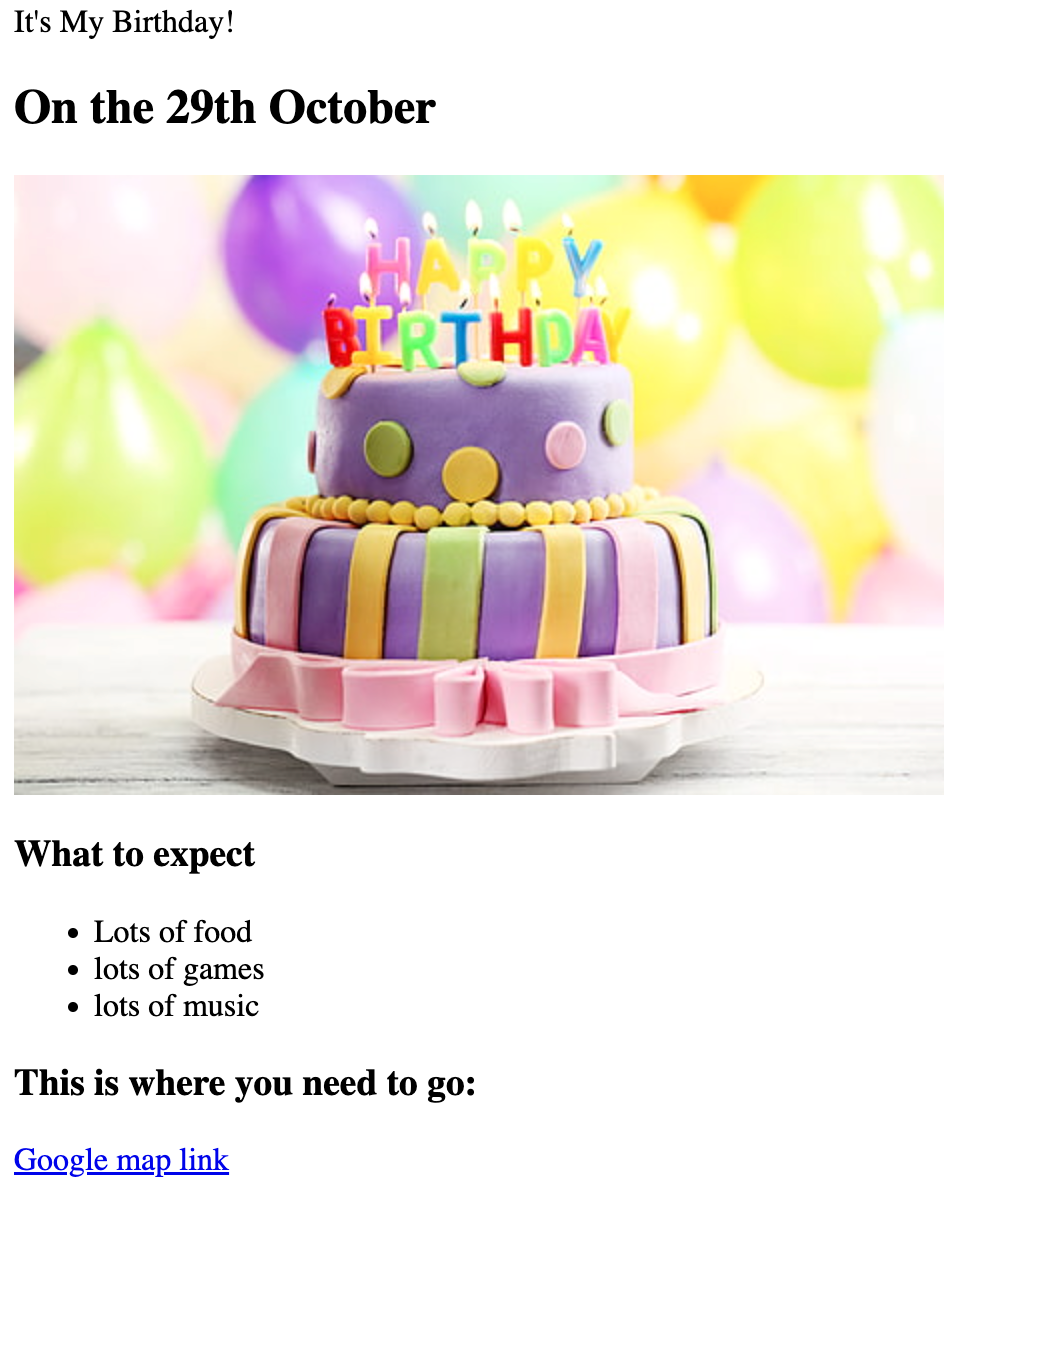 It's My Birthday!
On the 29th October
HAPPY
BIRTHDAY
What to expect
Lots of food
lots of games
lots of music
This is where you need to go:
Google map link